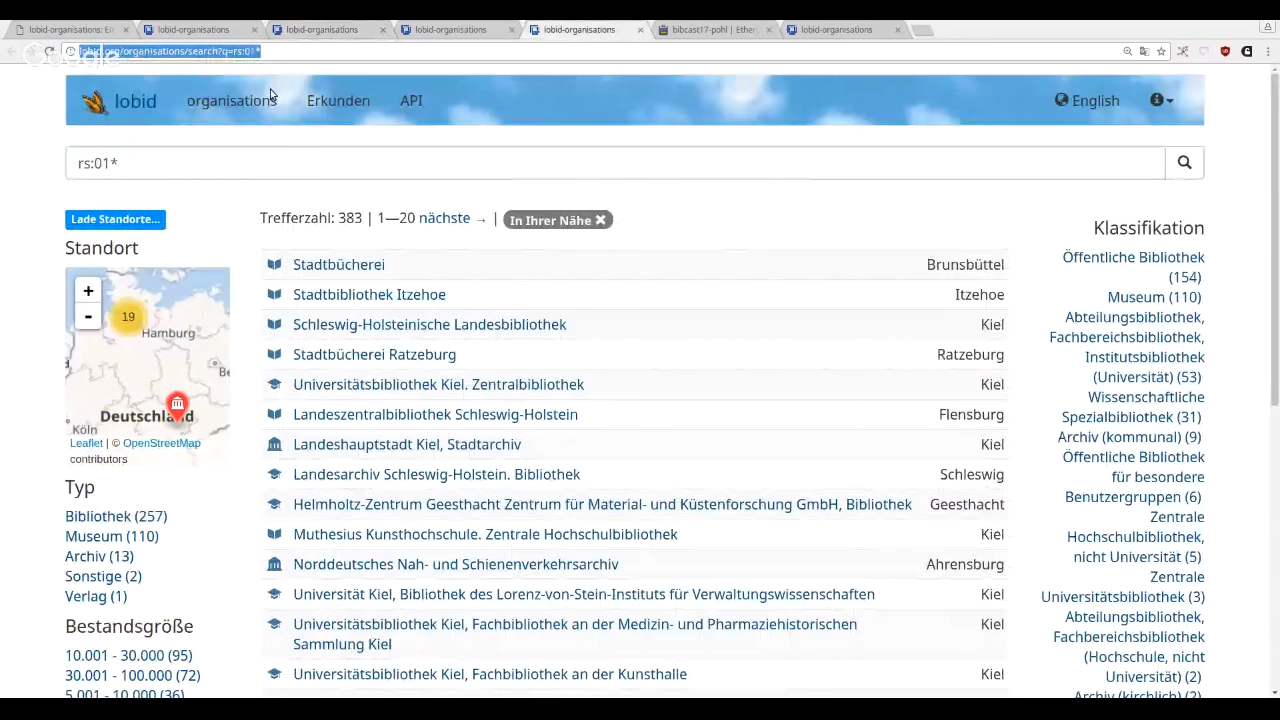 lobid-organisations: Er
lobid-organisations
lobid-organisations
lobid-organisations
lobid-organisations
bibcast17-pohl | Ether
lobid-organisations
lobid.org/organisations/search?q=rs:01*
Google
lobid
organisations
Erkunden
API
English
rs:01*
Lade Standorte...
Trefferzahl: 383 | 1—20 nächste → | In Ihrer Nähe ✖
Standort
+
-
19
Hamburg
Be
Deutschland
Köln
Leaflet | © OpenStreetMap
contributors
Typ
Bibliothek (257)
Museum (110)
Archiv (13)
Sonstige (2)
Verlag (1)
Bestandsgröße
10.001 - 30.000 (95)
30.001 - 100.000 (72)
5.001 - 10.000 (36)
Stadtbücherei Brunsbüttel
Stadtbibliothek Itzehoe Itzehoe
Schleswig-Holsteinische Landesbibliothek Kiel
Stadtbücherei Ratzeburg Ratzeburg
Universitätsbibliothek Kiel. Zentralbibliothek Kiel
Landeszentralbibliothek Schleswig-Holstein Flensburg
Landeshauptstadt Kiel, Stadtarchiv Kiel
Landesarchiv Schleswig-Holstein. Bibliothek Schleswig
Helmholtz-Zentrum Geesthacht Zentrum für Material- und Küstenforschung GmbH, Bibliothek Geesthacht
Muthesius Kunsthochschule. Zentrale Hochschulbibliothek Kiel
Norddeutsches Nah- und Schienenverkehrsarchiv Ahrensburg
Universität Kiel, Bibliothek des Lorenz-von-Stein-Instituts für Verwaltungswissenschaften Kiel
Universitätsbibliothek Kiel, Fachbibliothek an der Medizin- und Pharmaziehistorischen Kiel
Sammlung Kiel
Universitätsbibliothek Kiel, Fachbibliothek an der Kunsthalle Kiel
Klassifikation
Öffentliche Bibliothek
(154)
Museum (110)
Abteilungsbibliothek,
Fachbereichsbibliothek,
Institutsbibliothek
(Universität) (53)
Wissenschaftliche
Spezialbibliothek (31)
Archiv (kommunal) (9)
Öffentliche Bibliothek
für besondere
Benutzergruppen (6)
Zentrale
Hochschulbibliothek,
nicht Universität (5)
Zentrale
Universitätsbibliothek (3)
Abteilungsbibliothek,
Fachbereichsbibliothek
(Hochschule, nicht
Universität) (2)
Archiv (kirchlich) (2)